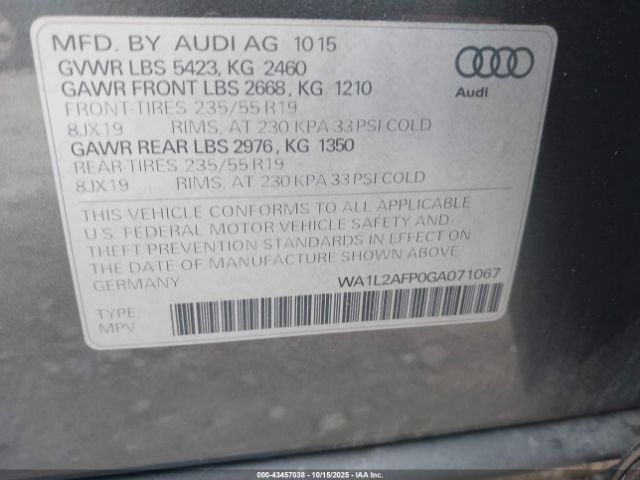 MFD. BY AUDI AG 10 15
GVWR LBS 5423, KG 2460
GAWR FRONT LBS 2668, KG 1210
FRONT-TIRES 235/55 R19
8JX19 RIMS, AT 230 KPA 33 PSI COLD
GAWR REAR LBS 2976, KG 1350
REAR-TIRES 235/55 R19
8JX19 RIMS, AT 230 KPA 33 PSI COLD
Audi
THIS VEHICLE CONFORMS TO ALL APPLICABLE
U.S. FEDERAL MOTOR VEHICLE SAFETY AND
THEFT PREVENTION STANDARDS IN EFFECT ON
THE DATE OF MANUFACTURE SHOWN ABOVE
GERMANY WA1L2AFP0GA071067
TYPE
MPV
000-43457038 - 10/15/2025 - IAAI.COM